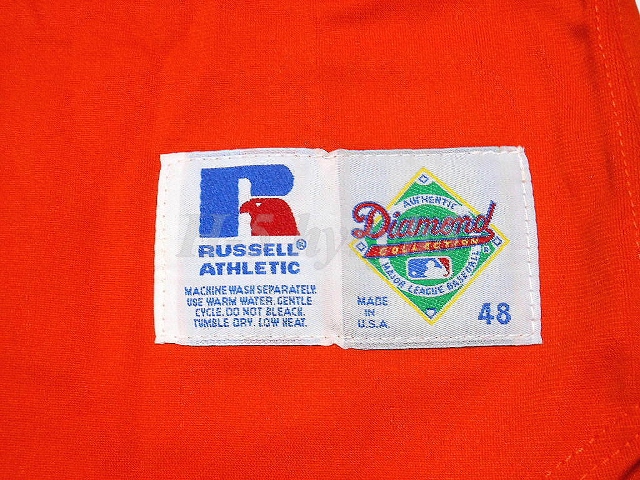 R
RUSSELL®
ATHLETIC
MACHINE WASH SEPARATELY.
USE WARM WATER. GENTLE
CYCLE. DO NOT BLEACH.
TUMBLE DRY. LOW HEAT.
AUTHENTIC
Diamond
COLLECTION
MAJOR LEAGUE BASEBALL
MADE
IN
U.S.A.
48